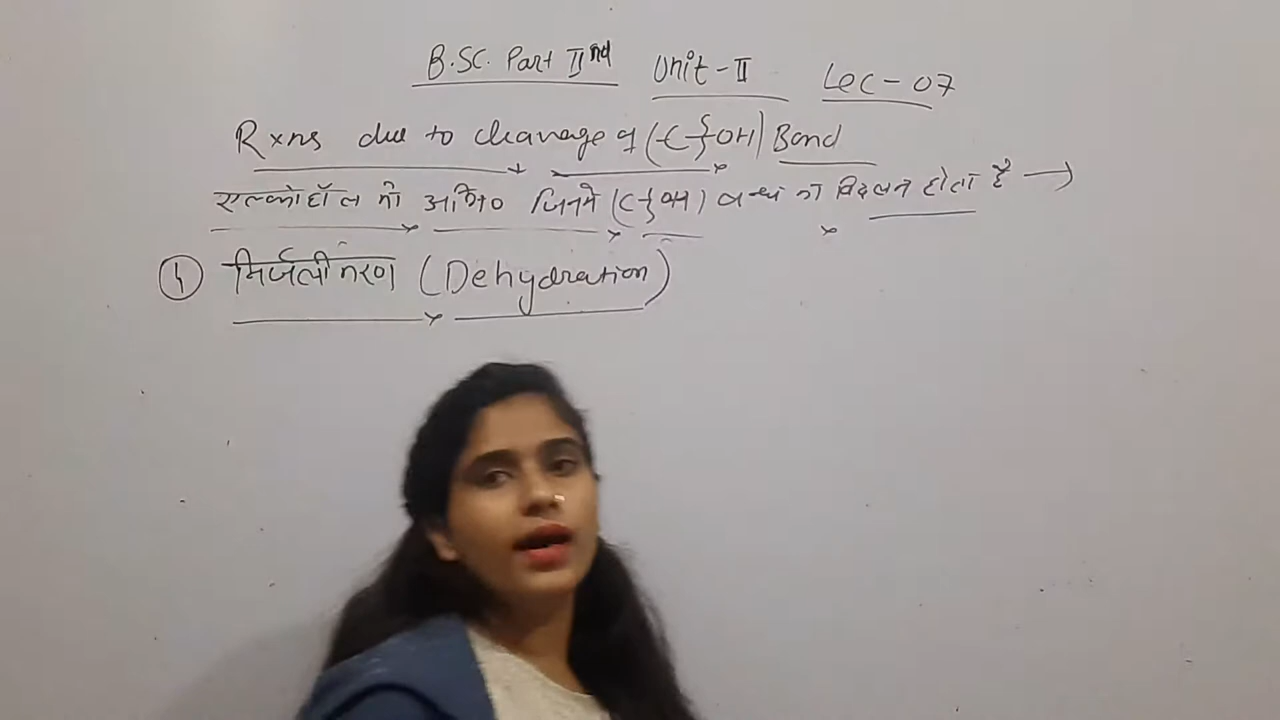 B.SC. Part IInd Unit-II Lec-07
Rxns due to cleavage of (-C-}OH) Bond
एल्कोहॉल की अभि० जिनमें (C-}OH) बन्ध का विदलन होता है →
निर्जलीकरण (Dehydration)